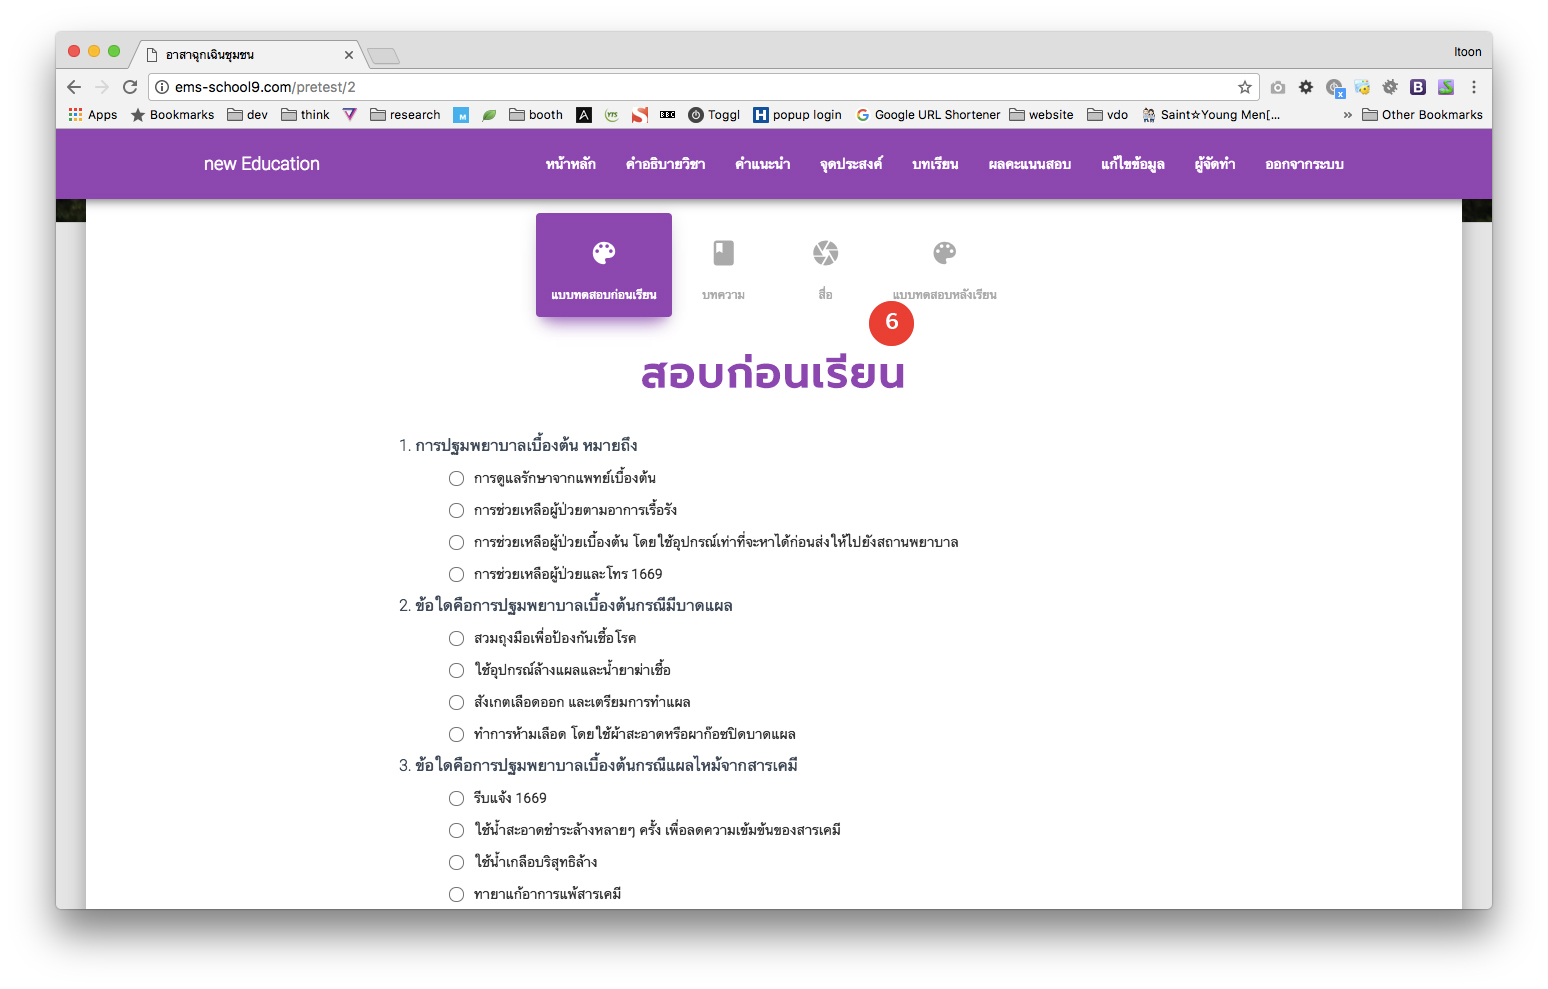 อาสาฉุกเฉินชุมชน
Itoon
ems-school9.com/pretest/2
Apps Bookmarks dev think research M booth A YTS S BBC Toggl H popup login Google URL Shortener website vdo Saint☆Young Men[... » Other Bookmarks
new Education หน้าหลัก คำอธิบายวิชา คำแนะนำ จุดประสงค์ บทเรียน ผลคะแนนสอบ แก้ไขข้อมูล ผู้จัดทำ ออกจากระบบ
แบบทดสอบก่อนเรียน บทความ สื่อ แบบทดสอบหลังเรียน
6
สอบก่อนเรียน
1. การปฐมพยาบาลเบื้องต้น หมายถึง
การดูแลรักษาจากแพทย์เบื้องต้น
การช่วยเหลือผู้ป่วยตามอาการเรื้อรัง
การช่วยเหลือผู้ป่วยเบื้องต้น โดยใช้อุปกรณ์เท่าที่จะหาได้ก่อนส่งให้ไปยังสถานพยาบาล
การช่วยเหลือผู้ป่วยและโทร 1669
2. ข้อใดคือการปฐมพยาบาลเบื้องต้นกรณีมีบาดแผล
สวมถุงมือเพื่อป้องกันเชื้อโรค
ใช้อุปกรณ์ล้างแผลและน้ำยาฆ่าเชื้อ
สังเกตเลือดออก และเตรียมการทำแผล
ทำการห้ามเลือด โดยใช้ผ้าสะอาดหรือผาก๊อซปิดบาดแผล
3. ข้อใดคือการปฐมพยาบาลเบื้องต้นกรณีแผลไหม้จากสารเคมี
รีบแจ้ง 1669
ใช้น้ำสะอาดชำระล้างหลายๆ ครั้ง เพื่อลดความเข้มข้นของสารเคมี
ใช้น้ำเกลือบริสุทธิล้าง
ทายาแก้อาการแพ้สารเคมี